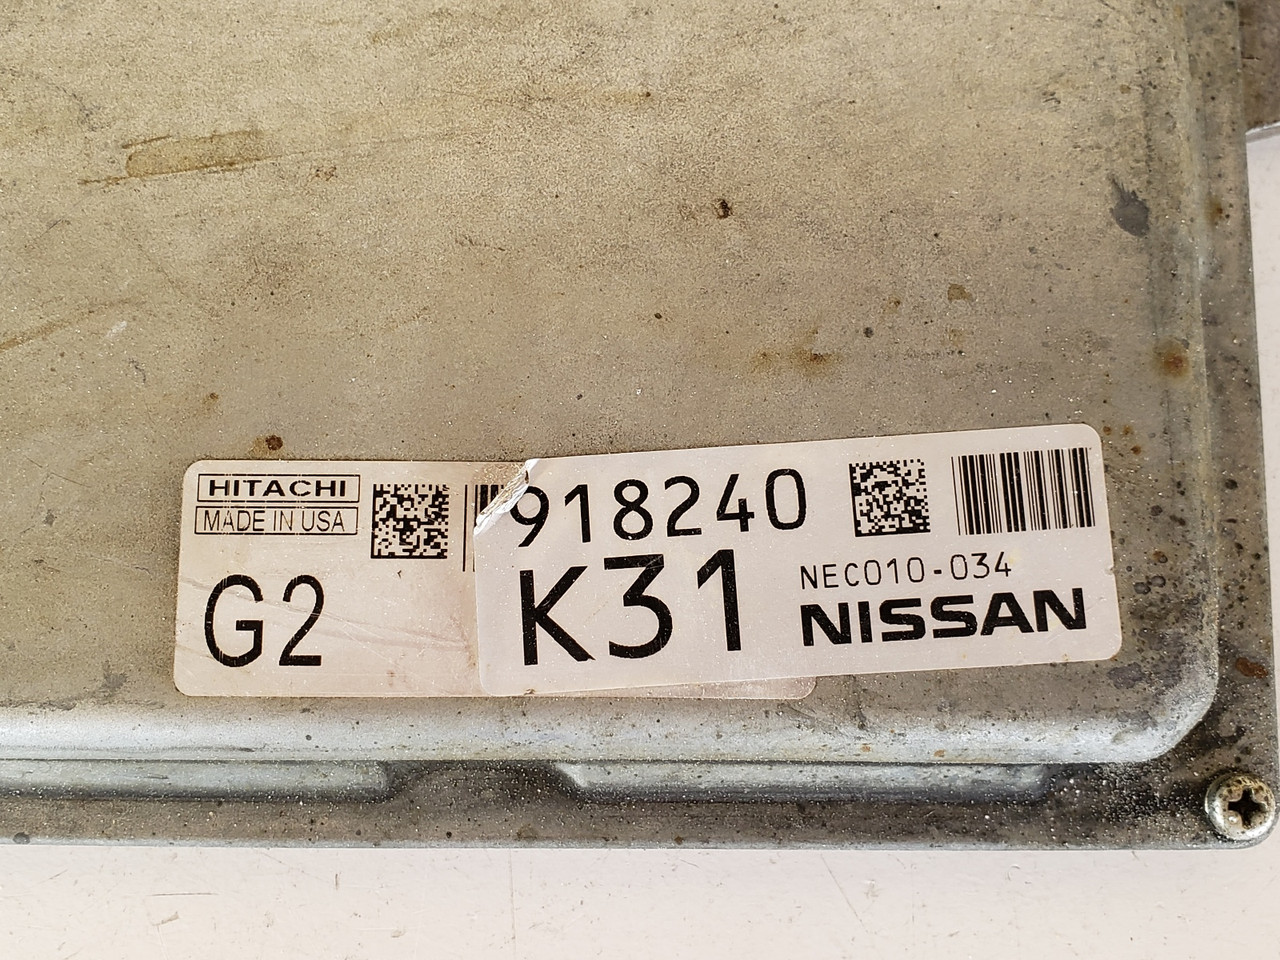 HITACHI
MADE IN USA
G2
918240
K31
NEC010-034
NISSAN